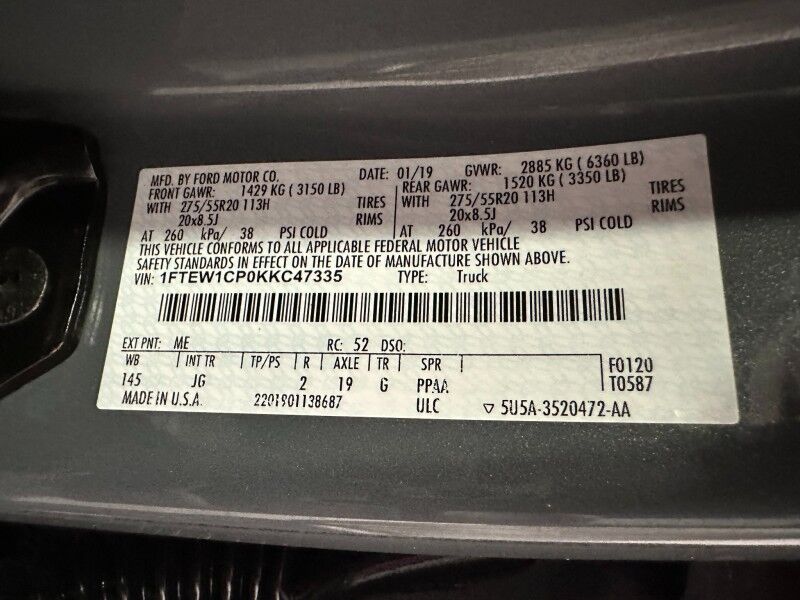 MFD. BY FORD MOTOR CO. DATE: 01/19 GVWR: 2885 KG ( 6360 LB)
FRONT GAWR: 1429 KG ( 3150 LB) REAR GAWR: 1520 KG ( 3350 LB)
WITH 275/55R20 113H TIRES WITH 275/55R20 113H TIRES
20x8.5J RIMS 20x8.5J RIMS
AT 260 kPa/ 38 PSI COLD AT 260 kPa/ 38 PSI COLD
THIS VEHICLE CONFORMS TO ALL APPLICABLE FEDERAL MOTOR VEHICLE
SAFETY STANDARDS IN EFFECT ON THE DATE OF MANUFACTURE SHOWN ABOVE.
VIN: 1FTEW1CP0KKC47335 TYPE: Truck
EXT PNT: ME RC: 52 DSO:
WB INT TR TP/PS R AXLE TR SPR F0120
145 JG 2 19 G PPAA T0587
MADE IN U.S.A. 2201901138687 ULC ▽ 5U5A-3520472-AA